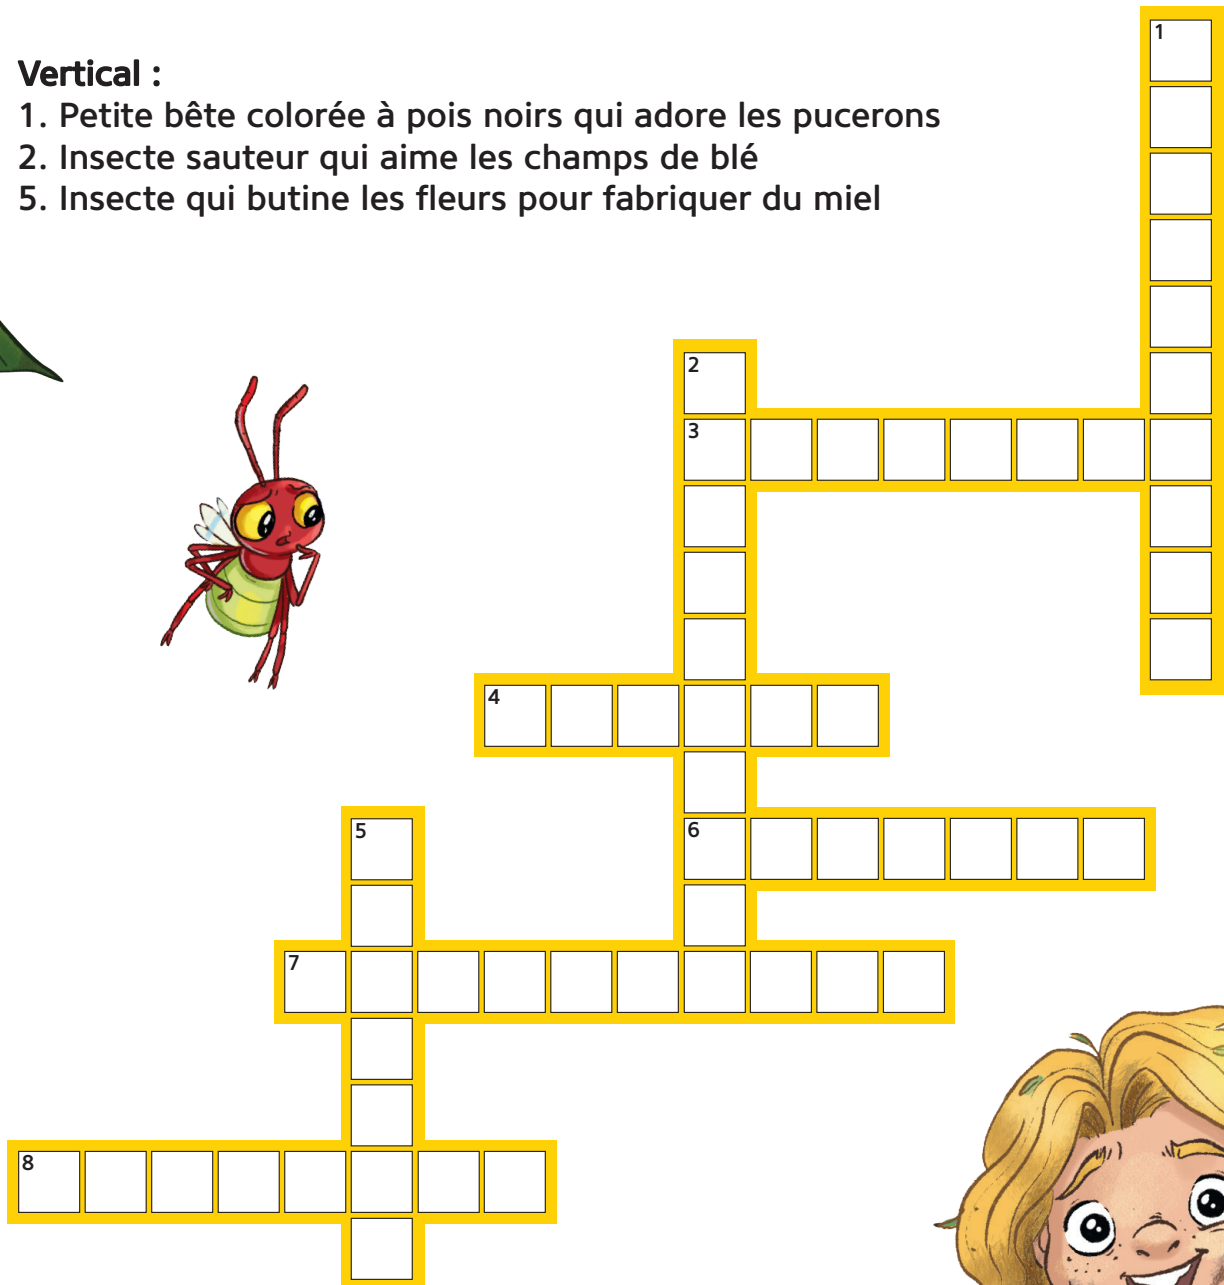 1
Vertical :
1. Petite bête colorée à pois noirs qui adore les pucerons
2. Insecte sauteur qui aime les champs de blé
5. Insecte qui butine les fleurs pour fabriquer du miel
2
3
4
5
6
7
8